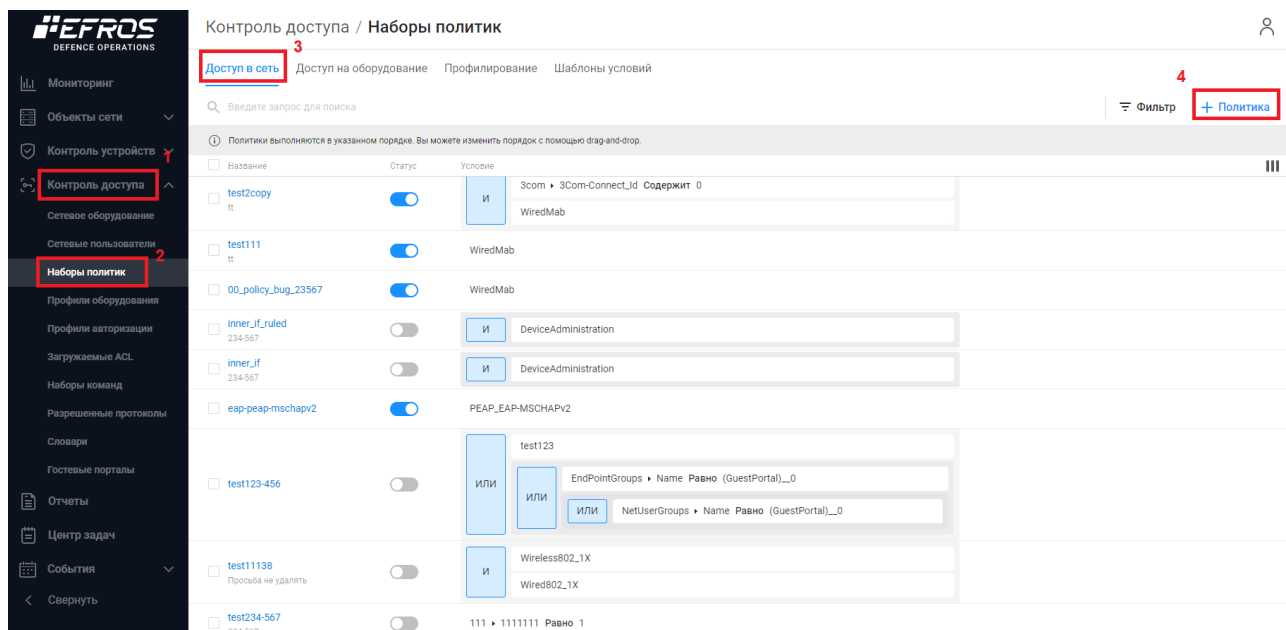 EFROS
DEFENCE OPERATIONS
Мониторинг
Объекты сети
Контроль устройств
1
Контроль доступа
Сетевое оборудование
Сетевые пользователи
2
Наборы политик
Профили оборудования
Профили авторизации
Загружаемые ACL
Наборы команд
Разрешенные протоколы
Словари
Гостевые порталы
Отчеты
Центр задач
События
Свернуть
Контроль доступа / Наборы политик
3
Доступ в сеть Доступ на оборудование Профилирование Шаблоны условий
4
Введите запрос для поиска Фильтр + Политика
Политики выполняются в указанном порядке. Вы можете изменить порядок с помощью drag-and-drop.
Название Статус Условие
test2copy
tt
И
3com ▸ 3Com-Connect_Id Содержит 0
WiredMab
test111
tt
WiredMab
00_policy_bug_23567 WiredMab
inner_if_ruled
234-567
И DeviceAdministration
inner_if
234-567
И DeviceAdministration
eap-peap-mschapv2 PEAP_EAP-MSCHAPv2
test123-456
ИЛИ
test123
ИЛИ
EndPointGroups ▸ Name Равно (GuestPortal)__0
ИЛИ NetUserGroups ▸ Name Равно (GuestPortal)__0
test11138
Просьба не удалять
И
Wireless802_1X
Wired802_1X
test234-567
111 ▸ 1111111 Равно 1